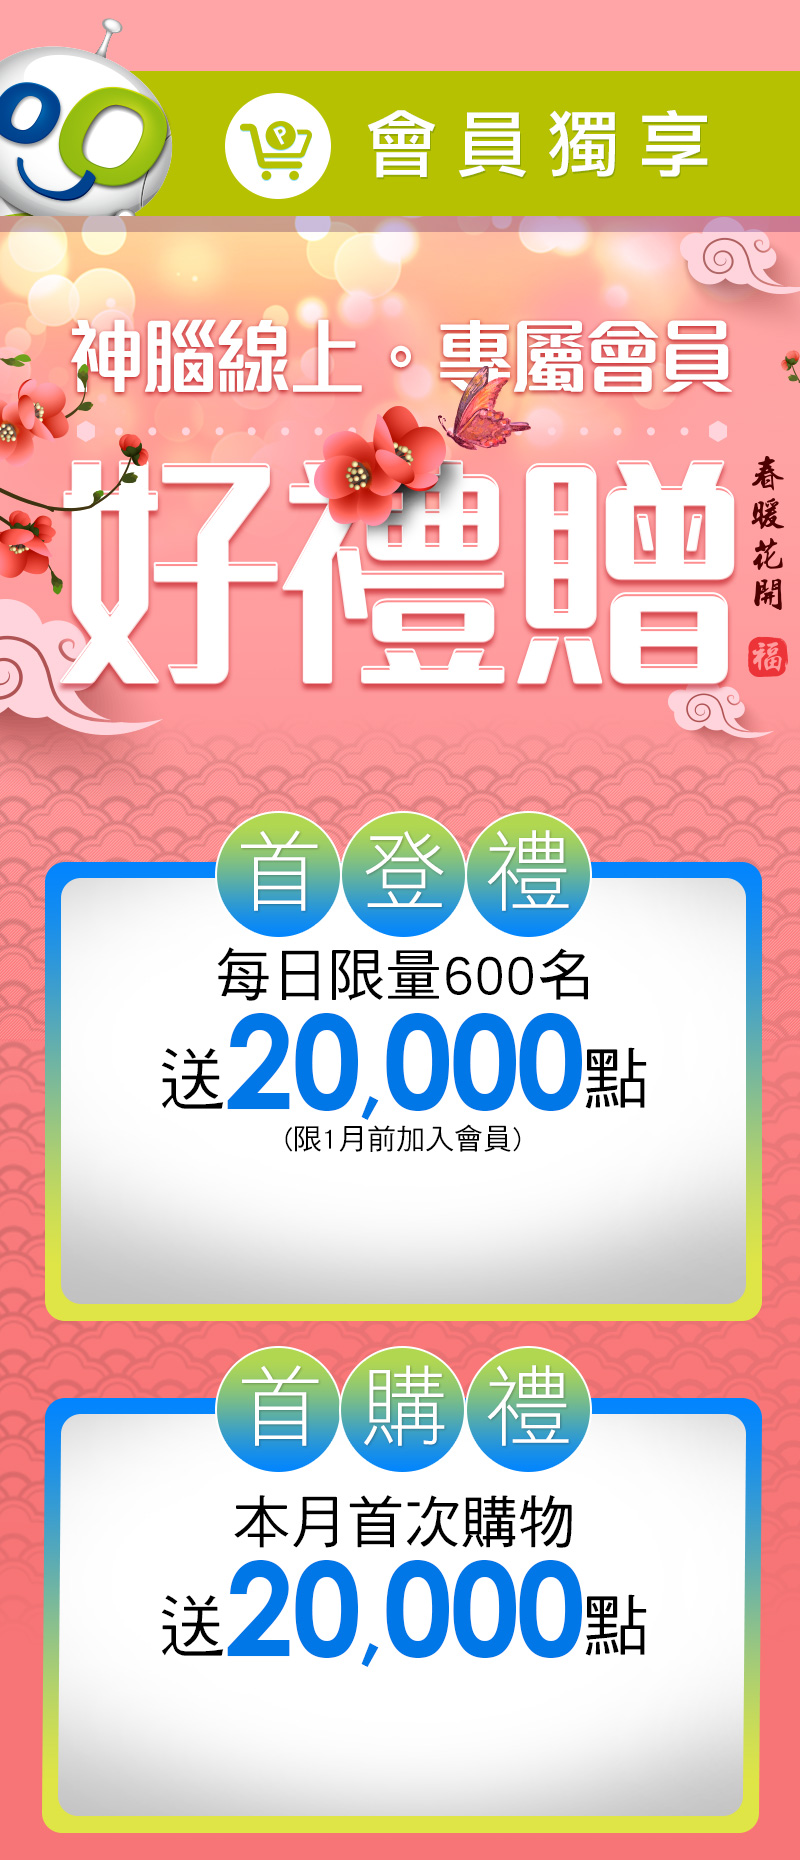 會員獨享
神腦線上。專屬會員
好禮贈
春暖花開
福
首登禮
每日限量600名
送20,000點
(限1月前加入會員)
首購禮
本月首次購物
送20,000點